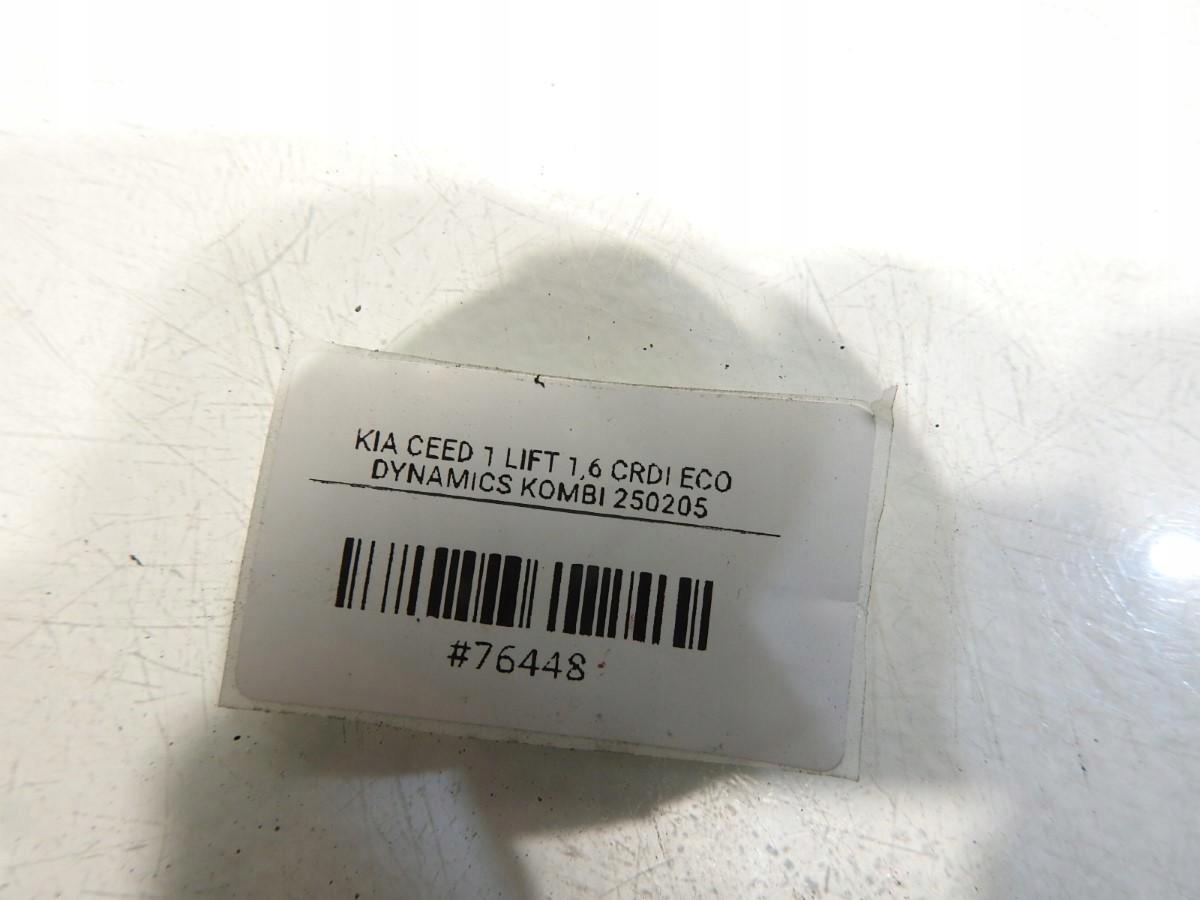 KIA CEED 1 LIFT 1,6 CRDI ECO
DYNAMICS KOMBI 250205
#76448